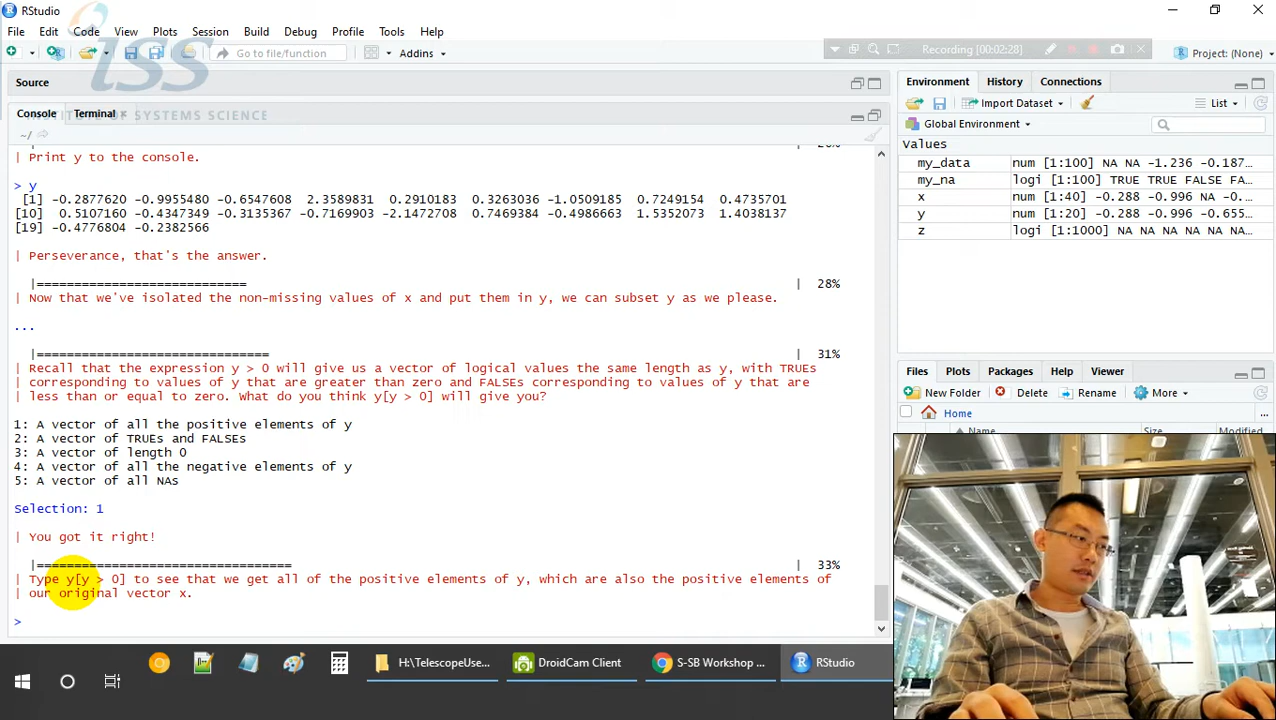 RStudio
File Edit Code View Plots Session Build Debug Profile Tools Help
Go to file/function Addins
Recording [00:02:28]
Project: (None)
iss
INSTITUTE OF SYSTEMS SCIENCE
Source
Console Terminal ×
~/
| Print y to the console.
> y
[1] -0.2877620 -0.9955480 -0.6547608 2.3589831 0.2910183 0.3263036 -1.0509185 0.7249154 0.4735701
[10] 0.5107160 -0.4347349 -0.3135367 -0.7169903 -2.1472708 0.7469384 -0.4986663 1.5352073 1.4038137
[19] -0.4776804 -0.2382566
| Perseverance, that's the answer.
|============================ | 28%
| Now that we've isolated the non-missing values of x and put them in y, we can subset y as we please.
...
|=============================== | 31%
| Recall that the expression y > 0 will give us a vector of logical values the same length as y, with TRUEs
| corresponding to values of y that are greater than zero and FALSEs corresponding to values of y that are
| less than or equal to zero. What do you think y[y > 0] will give you?
1: A vector of all the positive elements of y
2: A vector of TRUEs and FALSEs
3: A vector of length 0
4: A vector of all the negative elements of y
5: A vector of all NAs
Selection: 1
| You got it right!
|================================== | 33%
| Type y[y > 0] to see that we get all of the positive elements of y, which are also the positive elements of
| our original vector x.
>
Environment History Connections
Import Dataset List
Global Environment
Values
my_data num [1:100] NA NA -1.236 -0.187...
my_na logi [1:100] TRUE TRUE FALSE FA...
x num [1:40] -0.288 -0.996 NA -0....
y num [1:20] -0.288 -0.996 -0.655...
z logi [1:1000] NA NA NA NA NA NA...
Files Plots Packages Help Viewer
New Folder Delete Rename More
Home ...
Name Size Modified
H:\TelescopeUse... DroidCam Client S-SB Workshop ... RStudio